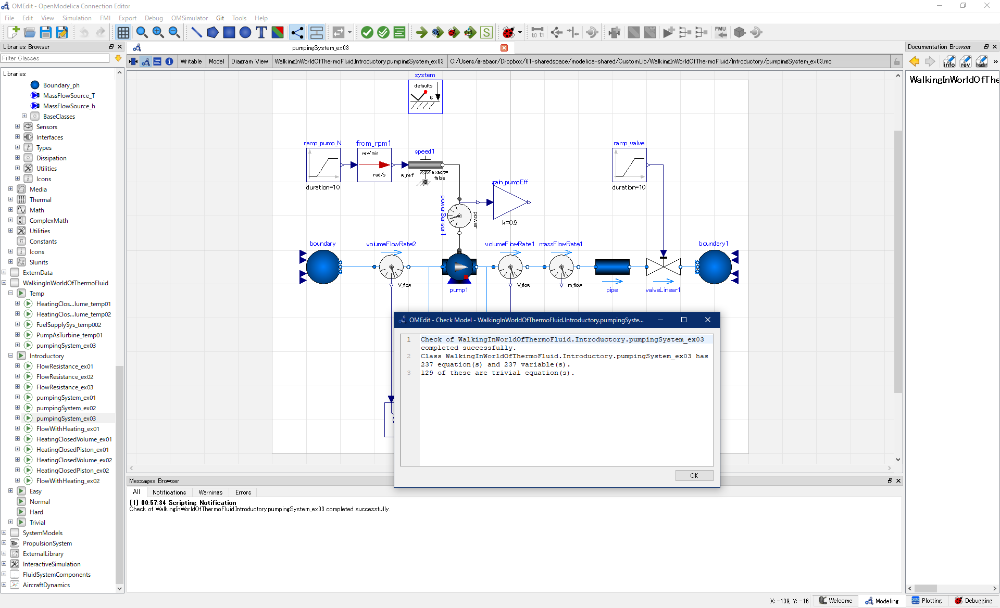 OMEdit - OpenModelica Connection Editor
File Edit View Simulation FMI Export Debug OMSimulator Git Tools Help
Libraries Browser
Filter Classes
Libraries
Boundary_ph
MassFlowSource_T
MassFlowSource_h
BaseClasses
Sensors
Interfaces
Types
Dissipation
Utilities
Icons
Media
Thermal
Math
ComplexMath
Utilities
Constants
Icons
SIunits
ExternData
WalkingInWorldOfThermoFluid
Temp
HeatingClos...lume_temp01
HeatingClos...lume_temp02
FuelSupplySys_temp002
PumpAsTurbine_temp01
pumpingSystem_ex03
Introductory
FlowResistance_ex01
FlowResistance_ex02
FlowResistance_ex03
pumpingSystem_ex01
pumpingSystem_ex02
pumpingSystem_ex03
FlowWithHeating_ex01
HeatingClosedVolume_ex01
HeatingClosedPiston_ex01
HeatingClosedVolume_ex02
HeatingClosedPiston_ex02
FlowWithHeating_ex02
Easy
Normal
Hard
Trivial
SystemModels
PropulsionSystem
ExternalLibrary
InteractiveSimulation
FluidSystemComponents
AircraftDynamics
pumpingSystem_ex03
Writable Model Diagram View WalkingInWorldOfThermoFluid.Introductory.pumpingSystem_ex03 C:/Users/grabacr/Dropbox/01-sharedspace/modelica-shared/CustomLib/WalkingInWorldOfThermoFluid/Introductory/pumpingSystem_ex03.mo
system
defaults
g
ramp_pump_N
duration=10
from_rpm1
rev/min
rad/s
speed1
w_ref
exact=
false
ramp_valve
duration=10
gain_pumpEff
k=0.9
powerSensor1
power
boundary
volumeFlowRate2
V_flow
pump1
volumeFlowRate1
V_flow
massFlowRate1
m_flow
pipe
valveLinear1
boundary1
OMEdit - Check Model - WalkingInWorldOfThermoFluid.Introductory.pumpingSyste...
1 Check of WalkingInWorldOfThermoFluid.Introductory.pumpingSystem_ex03
completed successfully.
2 Class WalkingInWorldOfThermoFluid.Introductory.pumpingSystem_ex03 has
237 equation(s) and 237 variable(s).
3 129 of these are trivial equation(s).
OK
Messages Browser
All Notifications Warnings Errors
[1] 00:57:34 Scripting Notification
Check of WalkingInWorldOfThermoFluid.Introductory.pumpingSystem_ex03 completed successfully.
Documentation Browser
info rev header »
WalkingInWorldOfThe
X: -139, Y: -16 Welcome Modeling Plotting Debugging
to t1
FMU
S